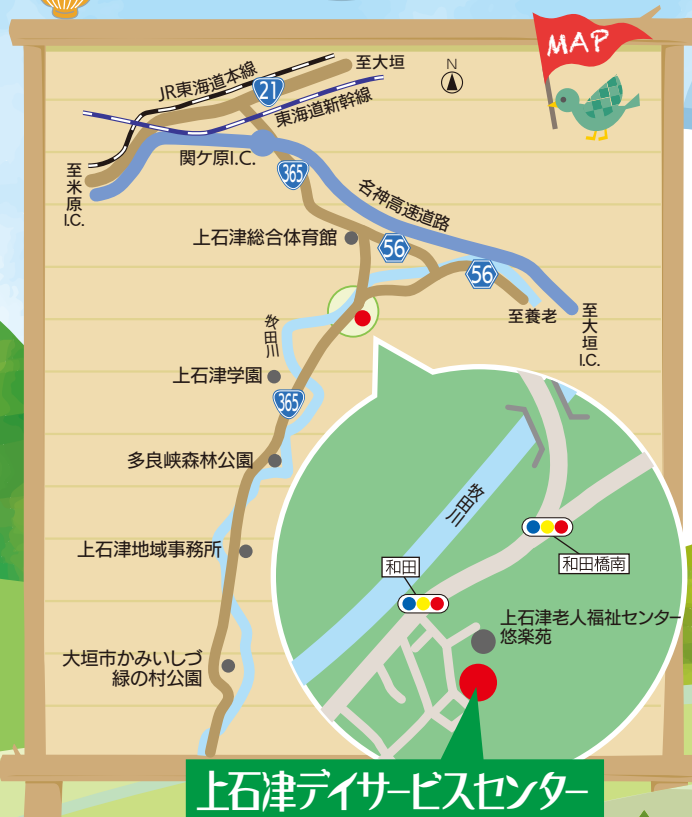 MAP
N
JR東海道本線
至大垣
21
東海道新幹線
関ケ原I.C.
365
至米原I.C.
名神高速道路
上石津総合体育館
56
56
至養老
至大垣I.C.
牧田川
上石津学園
365
多良峡森林公園
上石津地域事務所
大垣市かみいしづ
緑の村公園
牧田川
和田橋南
和田
上石津老人福祉センター
悠楽苑
上石津デイサービスセンター